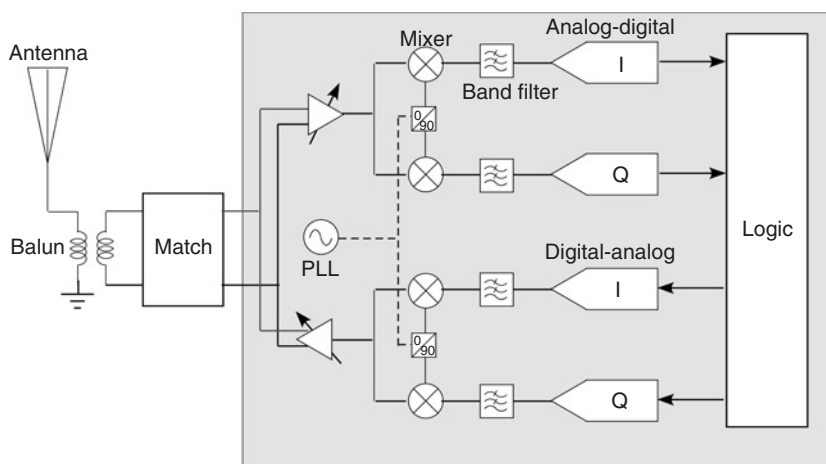 Antenna
Balun
Match
Mixer
Analog-digital
I
Band filter
0
90
Q
PLL
Digital-analog
I
0
90
Q
Logic